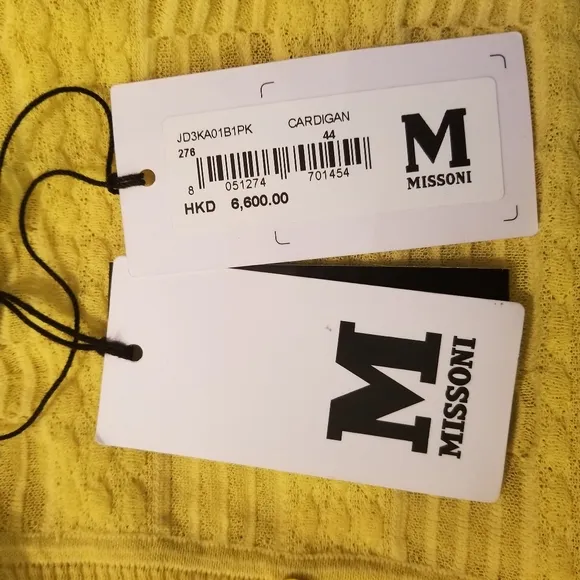 JD3KA01B1PK CARDIGAN
276 44
8 051274 701454
HKD 6,600.00
M
MISSONI
M
MISSONI